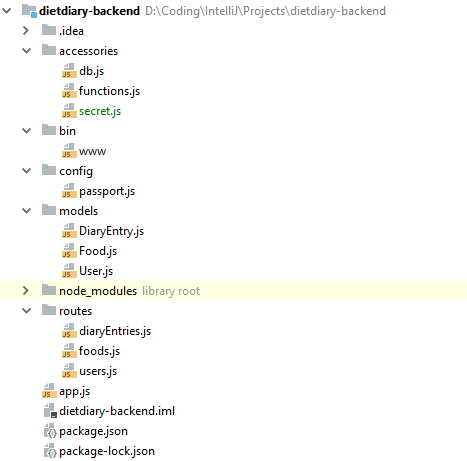 dietdiary-backend D:\Coding\IntelliJ\Projects\dietdiary-backend
.idea
accessories
db.js
functions.js
secret.js
bin
www
config
passport.js
models
DiaryEntry.js
Food.js
User.js
node_modules library root
routes
diaryEntries.js
foods.js
users.js
app.js
dietdiary-backend.iml
package.json
package-lock.json